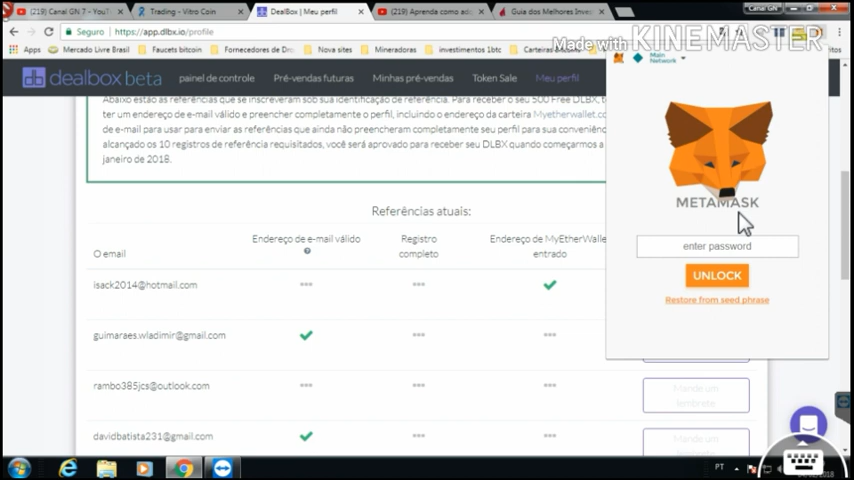 (219) Canal GN 7 - YouT
Trading - Vitro Coin
DealBox | Meu perfil
(219) Aprenda como adq
Guia dos Melhores Inves
Canal GN
Seguro
https://app.dlbx.io/profile
Apps
Mercado Livre Brasil
Faucets bitcoin
Fornecedores de Dro
Nova sites
Mineradoras
investimentos 1btc
Carteiras
Made with KINEMASTER
dealbox beta
painel de controle
Pré-vendas futuras
Minhas pré-vendas
Token Sale
Meu perfil
Main
Network
Abaixo estão as referências que se inscreveram sob sua identificação de referência. Para receber o seu 500 Free DLBX,
ter um endereço de e-mail válido e preencher completamente o perfil, incluindo o endereço da carteira Myetherwallet.co
de e-mail para usar para enviar as referências que ainda não preencheram completamente seu perfil para sua conveniên
alcançado os 10 registros de referência requisitados, você será aprovado para receber seu DLBX quando começarmos a
janeiro de 2018.
METAMASK
enter password
UNLOCK
Restore from seed phrase
Referências atuais:
O email
Endereço de e-mail válido
Registro
completo
Endereço de MyEtherWalle
entrado
isack2014@hotmail.com
guimaraes.wladimir@gmail.com
rambo385jcs@outlook.com
Mande um
lembrete
davidbatista231@gmail.com
Mande um
PT